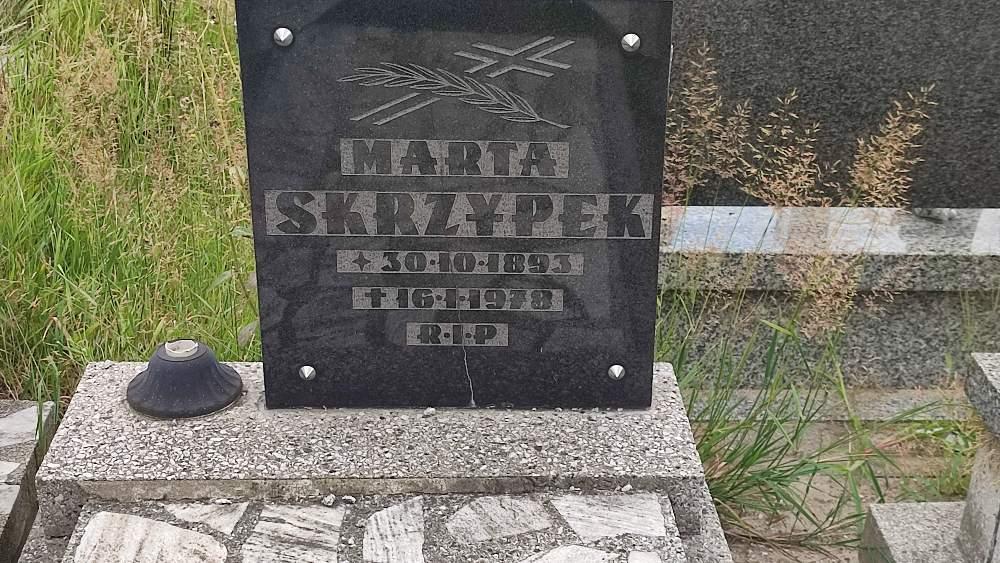 MARTA
SKRZYPEK
✦ 30·10·1893
✝ 16·1·1978
R·I·P